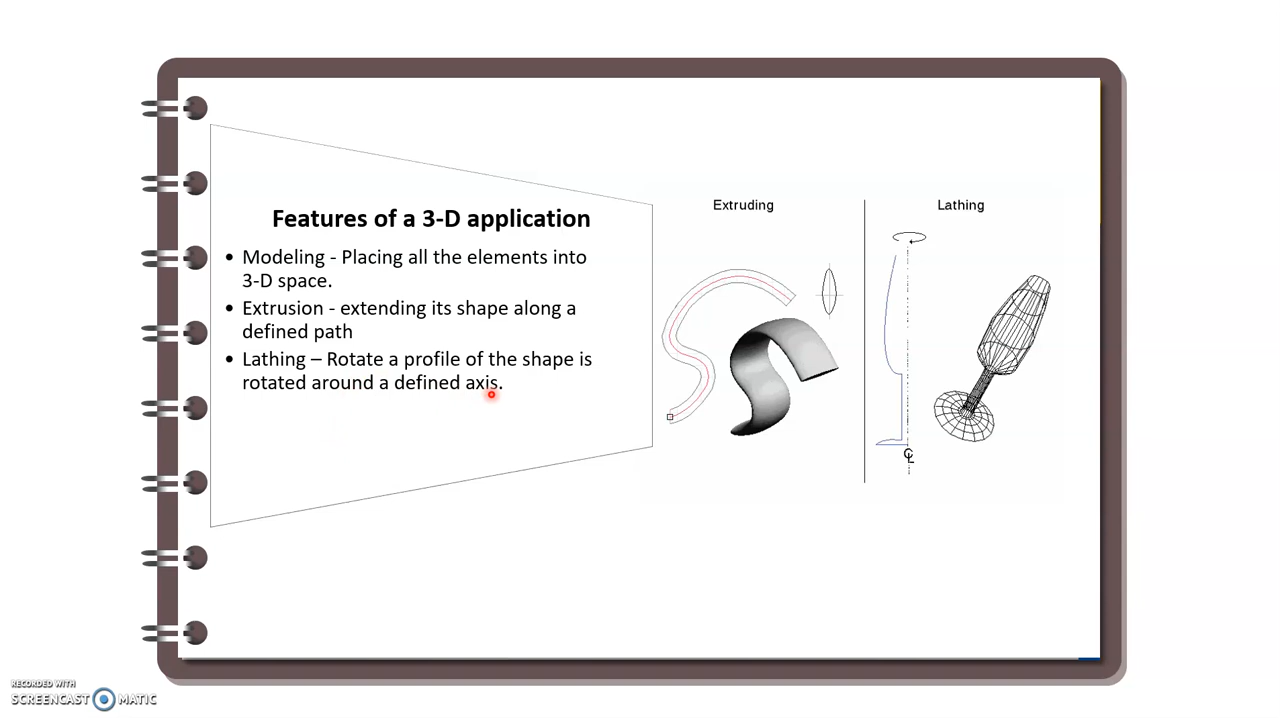 Features of a 3-D application
• Modeling - Placing all the elements into
3-D space.
• Extrusion - extending its shape along a
defined path
• Lathing – Rotate a profile of the shape is
rotated around a defined axis.
Extruding
Lathing
℄
RECORDED WITH
SCREENCAST MATIC